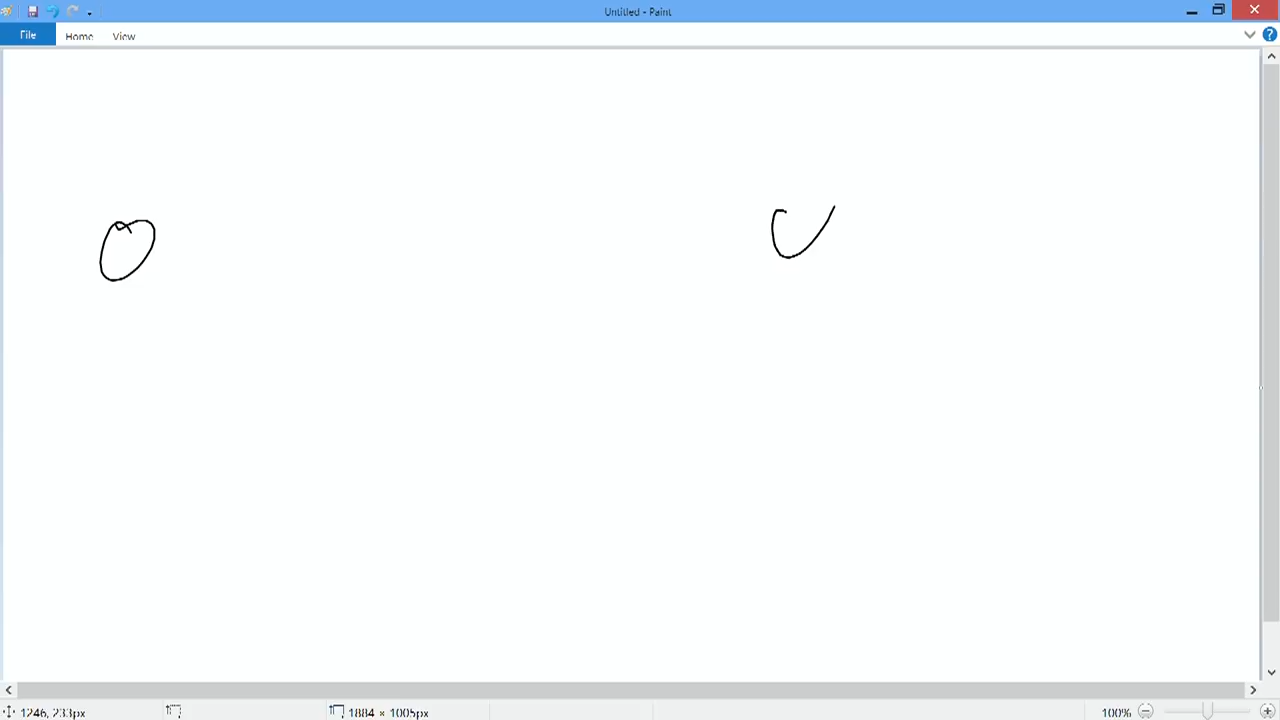 Untitled - Paint
File Home View
1246, 233px 1884 × 1005px 100%